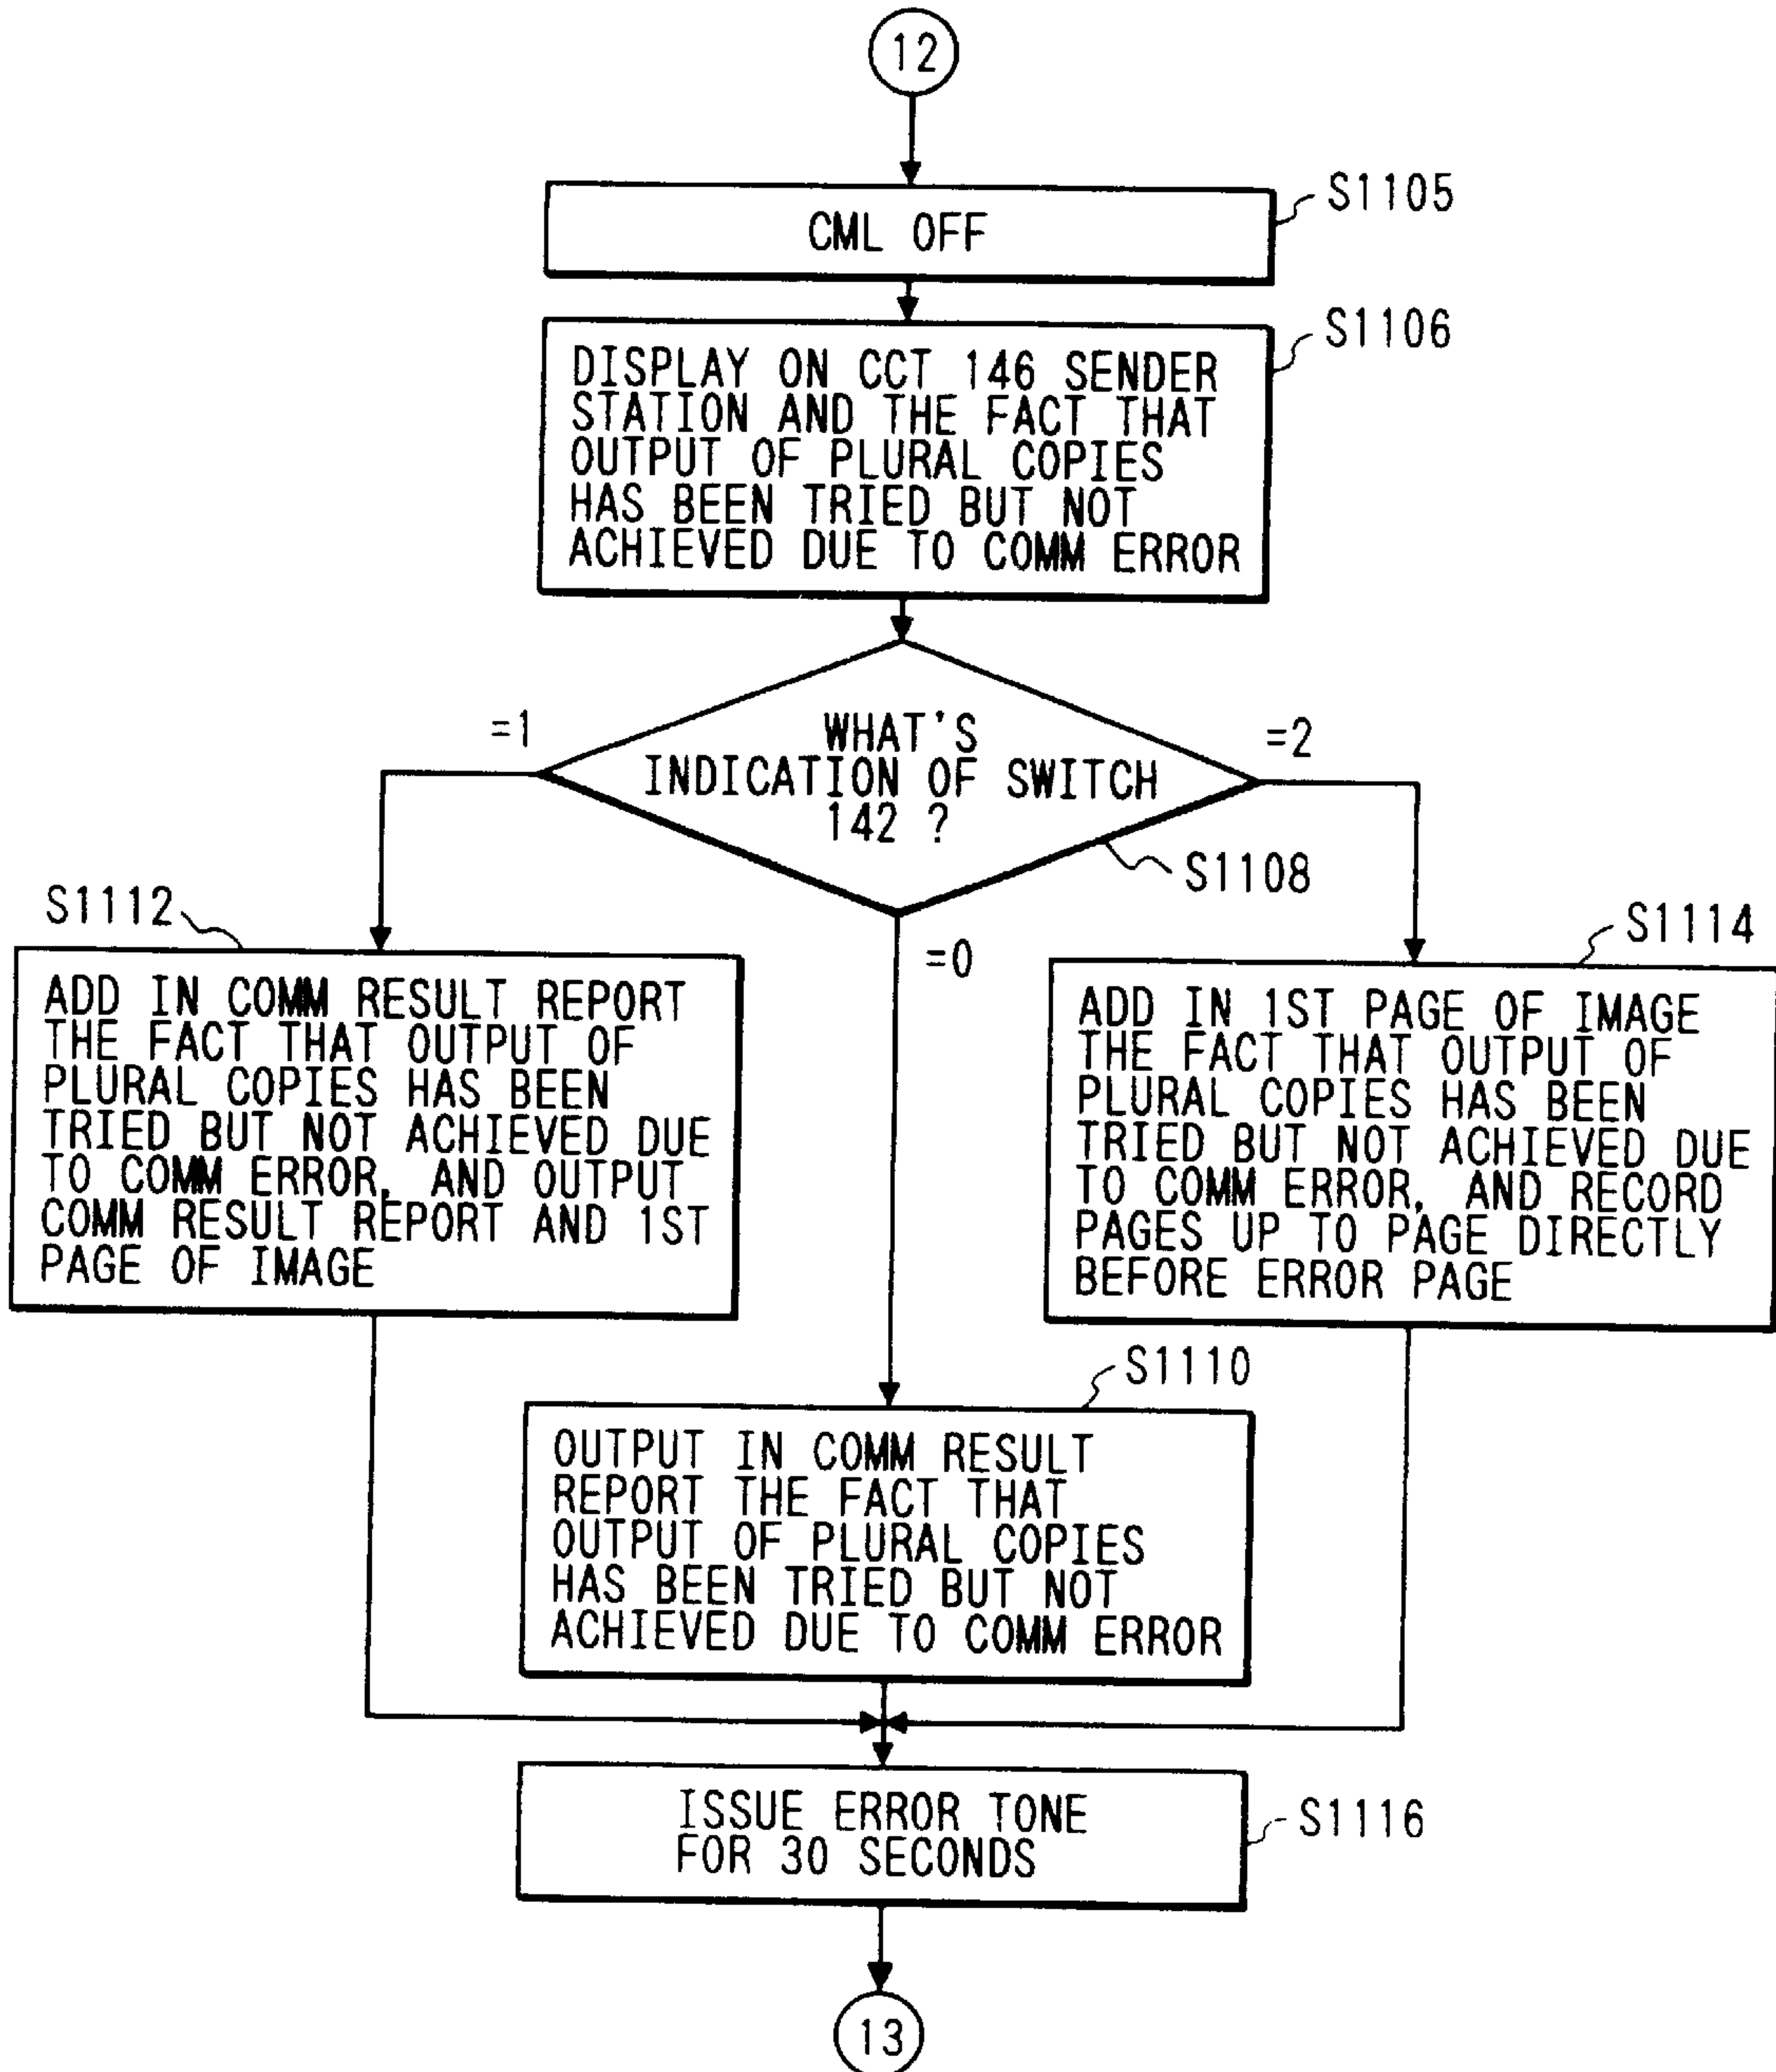 12
CML OFF
S1105
S1106
DISPLAY ON CCT 146 SENDER
STATION AND THE FACT THAT
OUTPUT OF PLURAL COPIES
HAS BEEN TRIED BUT NOT
ACHIEVED DUE TO COMM ERROR
=1
WHAT'S
INDICATION OF SWITCH
142 ?
=2
S1108
=0
S1112
ADD IN COMM RESULT REPORT
THE FACT THAT OUTPUT OF
PLURAL COPIES HAS BEEN
TRIED BUT NOT ACHIEVED DUE
TO COMM ERROR, AND OUTPUT
COMM RESULT REPORT AND 1ST
PAGE OF IMAGE
S1114
ADD IN 1ST PAGE OF IMAGE
THE FACT THAT OUTPUT OF
PLURAL COPIES HAS BEEN
TRIED BUT NOT ACHIEVED DUE
TO COMM ERROR, AND RECORD
PAGES UP TO PAGE DIRECTLY
BEFORE ERROR PAGE
S1110
OUTPUT IN COMM RESULT
REPORT THE FACT THAT
OUTPUT OF PLURAL COPIES
HAS BEEN TRIED BUT NOT
ACHIEVED DUE TO COMM ERROR
ISSUE ERROR TONE
FOR 30 SECONDS
S1116
13